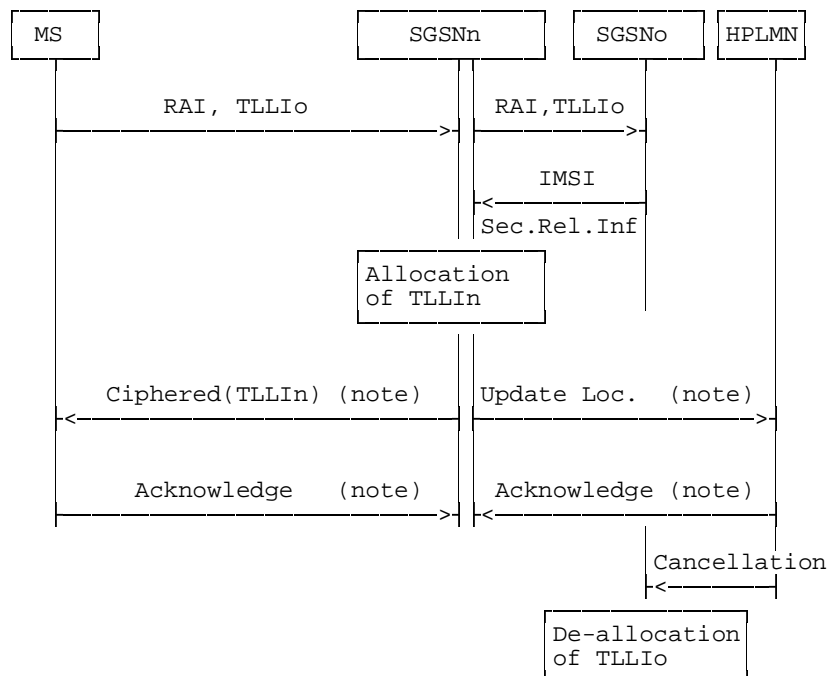 MS SGSNn SGSNo HPLMN
RAI, TLLIo RAI,TLLIo
IMSI
Sec.Rel.Inf
Allocation
of TLLIn
Ciphered(TLLIn) (note) Update Loc. (note)
Acknowledge (note) Acknowledge (note)
Cancellation
De-allocation
of TLLIo